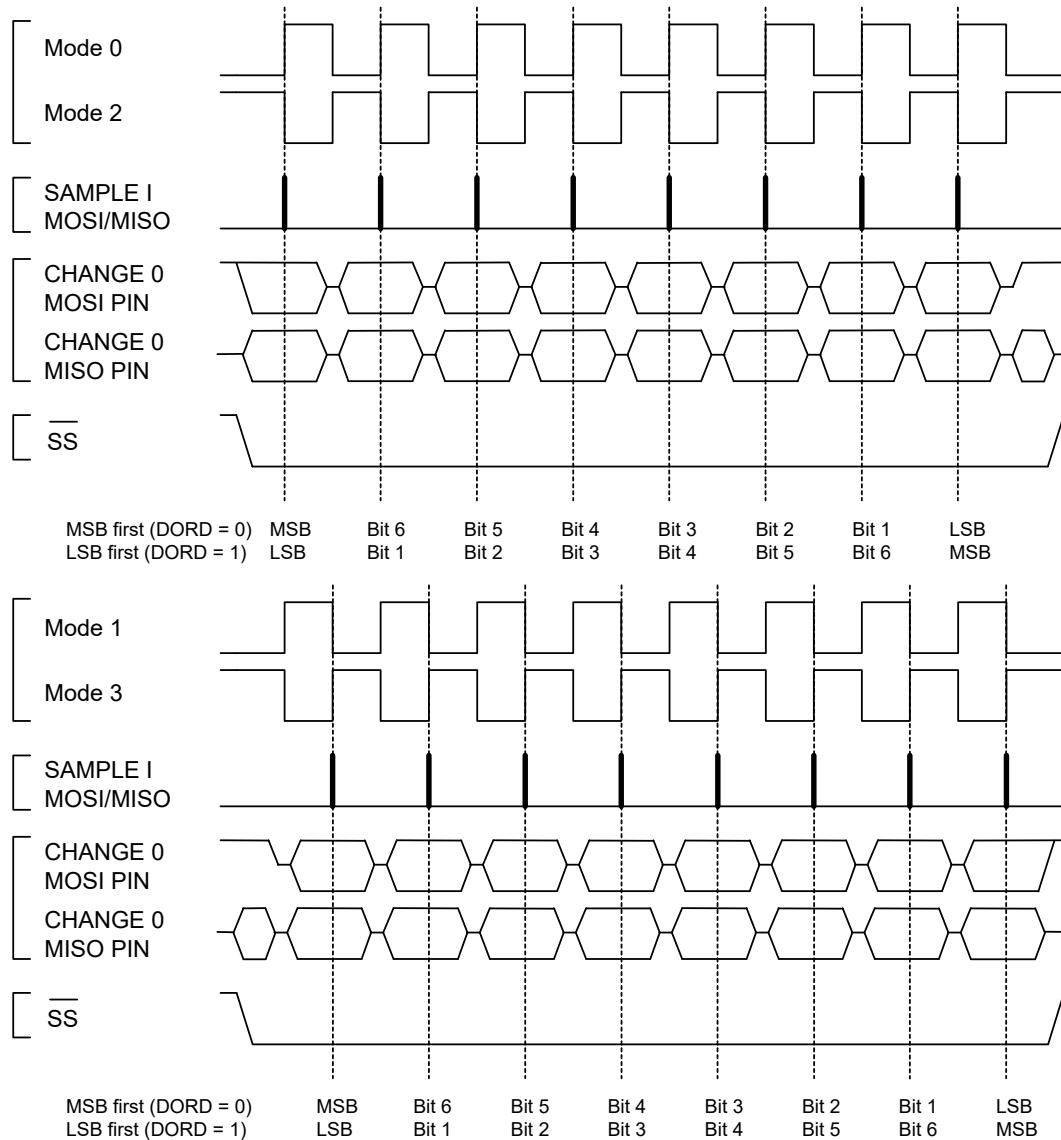 Mode 0
Mode 2
SAMPLE I
MOSI/MISO
CHANGE 0
MOSI PIN
CHANGE 0
MISO PIN
SS
MSB first (DORD = 0) MSB Bit 6 Bit 5 Bit 4 Bit 3 Bit 2 Bit 1 LSB
LSB first (DORD = 1) LSB Bit 1 Bit 2 Bit 3 Bit 4 Bit 5 Bit 6 MSB
Mode 1
Mode 3
SAMPLE I
MOSI/MISO
CHANGE 0
MOSI PIN
CHANGE 0
MISO PIN
SS
MSB first (DORD = 0) MSB Bit 6 Bit 5 Bit 4 Bit 3 Bit 2 Bit 1 LSB
LSB first (DORD = 1) LSB Bit 1 Bit 2 Bit 3 Bit 4 Bit 5 Bit 6 MSB